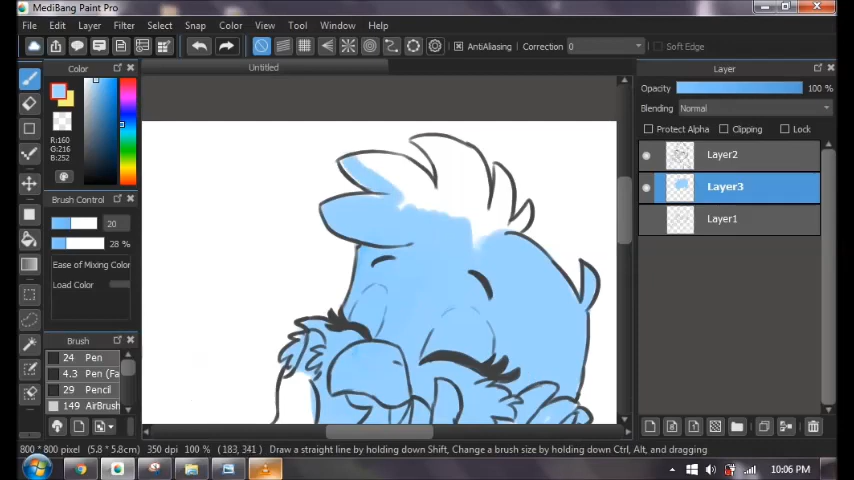 MediBang Paint Pro
File Edit Layer Filter Select Snap Color View Tool Window Help
AntiAliasing Correction 0 Soft Edge
Color
Untitled
Layer
Opacity 100 %
Blending Normal
Protect Alpha Clipping Lock
R:160
G:216
B:252
Layer2
Layer3
Layer1
Brush Control
20
28 %
Ease of Mixing Color
Load Color
Brush
24 Pen
4.3 Pen (Fa
29 Pencil
149 AirBrush
800 * 800 pixel (5.8 * 5.8cm) 350 dpi 100 % (183, 341) Draw a straight line by holding down Shift, Change a brush size by holding down Ctrl, Alt, and dragging
10:06 PM